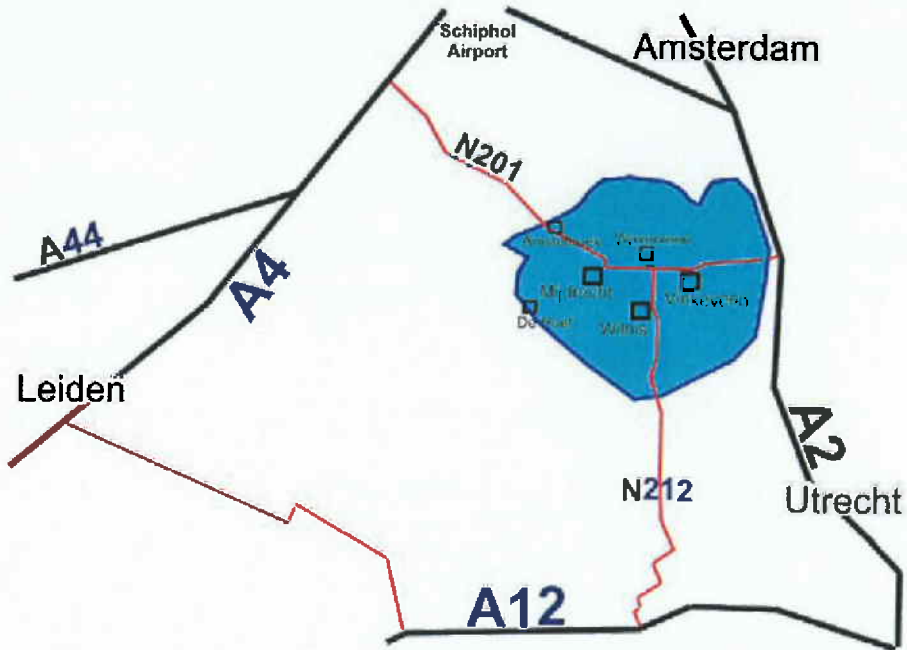 Schiphol
Airport
Amsterdam
N201
A44
A4
Mijdrecht
Vinkeveen
De Hoef
Wilnis
Leiden
A2
N212
Utrecht
A12